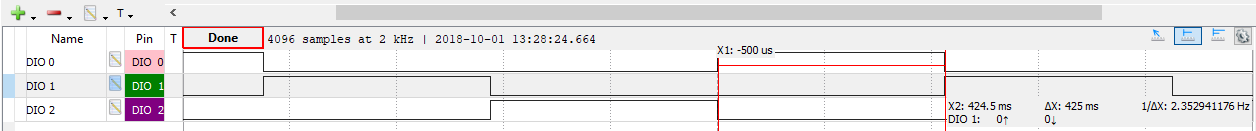 T
Name Pin T Done 4096 samples at 2 kHz | 2018-10-01 13:28:24.664
X1: -500 us
DIO 0 DIO 0
DIO 1 DIO 1
DIO 2 DIO 2
X2: 424.5 ms ΔX: 425 ms 1/ΔX: 2.352941176 Hz
DIO 1: 0↑ 0↓